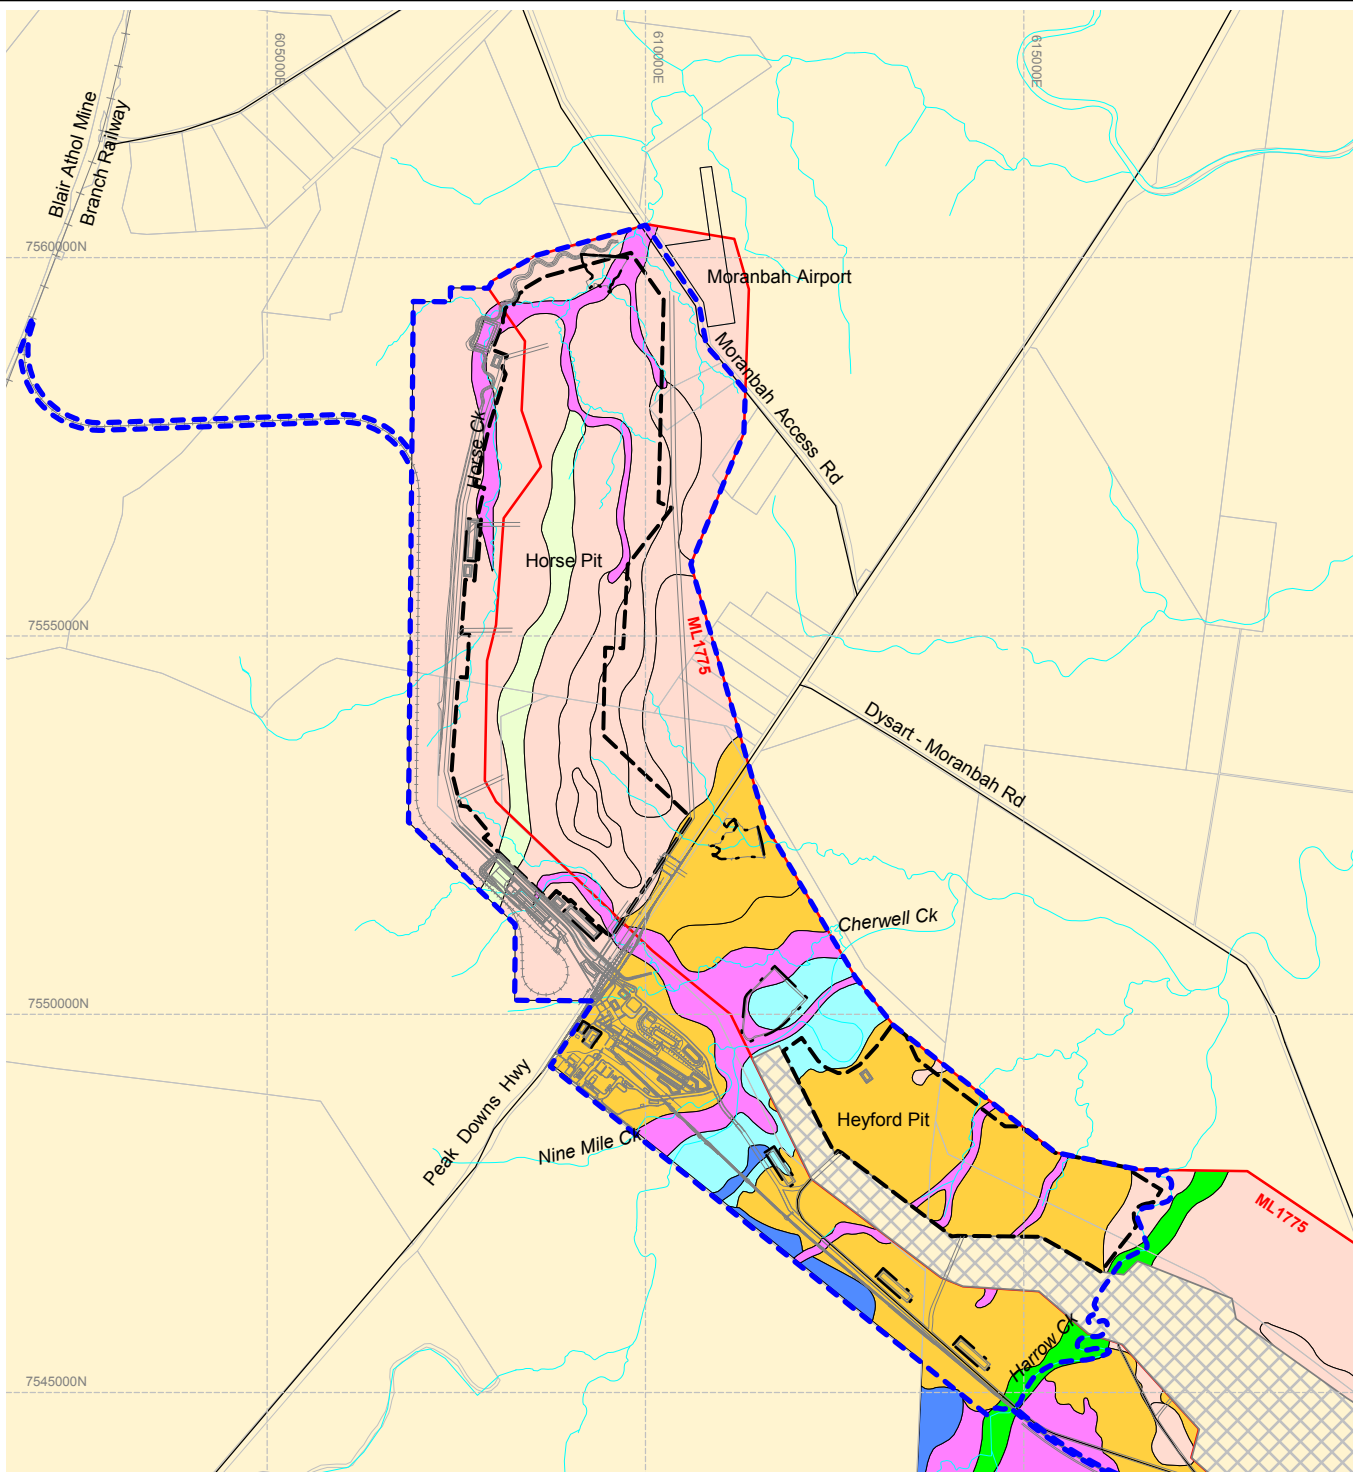 605000E
610000E
615000E
Blair Athol Mine
Branch Railway
7560000N
Moranbah Airport
Moranbah Access Rd
Horse Ck
Horse Pit
7555000N
ML1775
Dysart - Moranbah Rd
Cherwell Ck
7550000N
Peak Downs Hwy
Heyford Pit
Nine Mile Ck
ML1775
Harrow Ck
7545000N